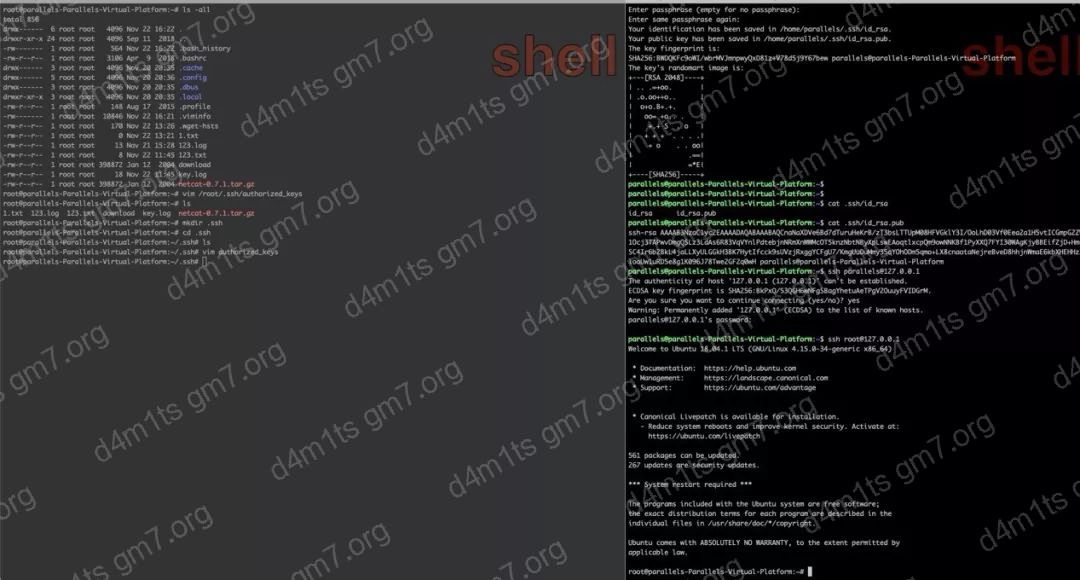 root@parallels-Parallels-Virtual-Platform:~# ls -all
total 856
drwx------ 6 root root 4096 Nov 22 16:22 .
drwxr-xr-x 24 root root 4096 Sep 11 2018 ..
-rw------- 1 root root 564 Nov 22 16:22 .bash_history
-rw-r--r-- 1 root root 3106 Apr 9 2018 .bashrc
drwx------ 3 root root 4096 Nov 20 20:35 .cache
drwx------ 5 root root 4096 Nov 20 20:36 .config
drwx------ 3 root root 4096 Nov 20 20:35 .dbus
drwx------ 3 root root 4096 Nov 20 20:35 .local
-rw-r--r-- 1 root root 148 Aug 17 2015 .profile
-rw------- 1 root root 10846 Nov 22 16:21 .viminfo
-rw-r--r-- 1 root root 170 Nov 22 13:26 .wget-hsts
-rw-r--r-- 1 root root 0 Nov 22 13:21 1.txt
-rw-r--r-- 1 root root 13 Nov 21 15:28 123.log
-rw-r--r-- 1 root root 8 Nov 22 11:45 123.txt
-rw-r--r-- 1 root root 398872 Jan 12 2004 download
-rw-r--r-- 1 root root 18 Nov 22 11:45 key.log
-rw-r--r-- 1 root root 398872 Jan 12 2004 netcat-0.7.1.tar.gz
root@parallels-Parallels-Virtual-Platform:~# vim /root/.ssh/authorized_keys
root@parallels-Parallels-Virtual-Platform:~# ls
1.txt 123.log 123.txt download key.log netcat-0.7.1.tar.gz
root@parallels-Parallels-Virtual-Platform:~# mkdir .ssh
root@parallels-Parallels-Virtual-Platform:~# cd .ssh
root@parallels-Parallels-Virtual-Platform:~/.ssh# ls
root@parallels-Parallels-Virtual-Platform:~/.ssh# vim authorized_keys
root@parallels-Parallels-Virtual-Platform:~/.ssh#
shell
Enter passphrase (empty for no passphrase):
Enter same passphrase again:
Your identification has been saved in /home/parallels/.ssh/id_rsa.
Your public key has been saved in /home/parallels/.ssh/id_rsa.pub.
The key fingerprint is:
parallels@parallels-Parallels-Virtual-Platform
The key's randomart image is:
+---[RSA 2048]----+
+----[SHA256]-----+
shell
parallels@parallels-Parallels-Virtual-Platform:~$
parallels@parallels-Parallels-Virtual-Platform:~$ cat .ssh/id_rsa
id_rsa id_rsa.pub
parallels@parallels-Parallels-Virtual-Platform:~$ cat .ssh/id_rsa.pub
ssh-rsa
parallels@parallels-Parallels-Virtual-Platform
parallels@parallels-Parallels-Virtual-Platform:~$ ssh parallels@127.0.0.1
The authenticity of host '127.0.0.1 (127.0.0.1)' can't be established.
ECDSA key fingerprint is
Are you sure you want to continue connecting (yes/no)? yes
Warning: Permanently added '127.0.0.1' (ECDSA) to the list of known hosts.
parallels@127.0.0.1's password:
parallels@parallels-Parallels-Virtual-Platform:~$ ssh root@127.0.0.1
Welcome to Ubuntu 18.04.1 LTS (GNU/Linux 4.15.0-34-generic x86_64)
* Documentation: https://help.ubuntu.com
* Management: https://landscape.canonical.com
* Support: https://ubuntu.com/advantage
* Canonical Livepatch is available for installation.
- Reduce system reboots and improve kernel security. Activate at:
https://ubuntu.com/livepatch
561 packages can be updated.
267 updates are security updates.
*** System restart required ***
The programs included with the Ubuntu system are free software;
the exact distribution terms for each program are described in the
individual files in /usr/share/doc/*/copyright.
Ubuntu comes with ABSOLUTELY NO WARRANTY, to the extent permitted by
applicable law.
root@parallels-Parallels-Virtual-Platform:~#
d4m1ts gm7.org